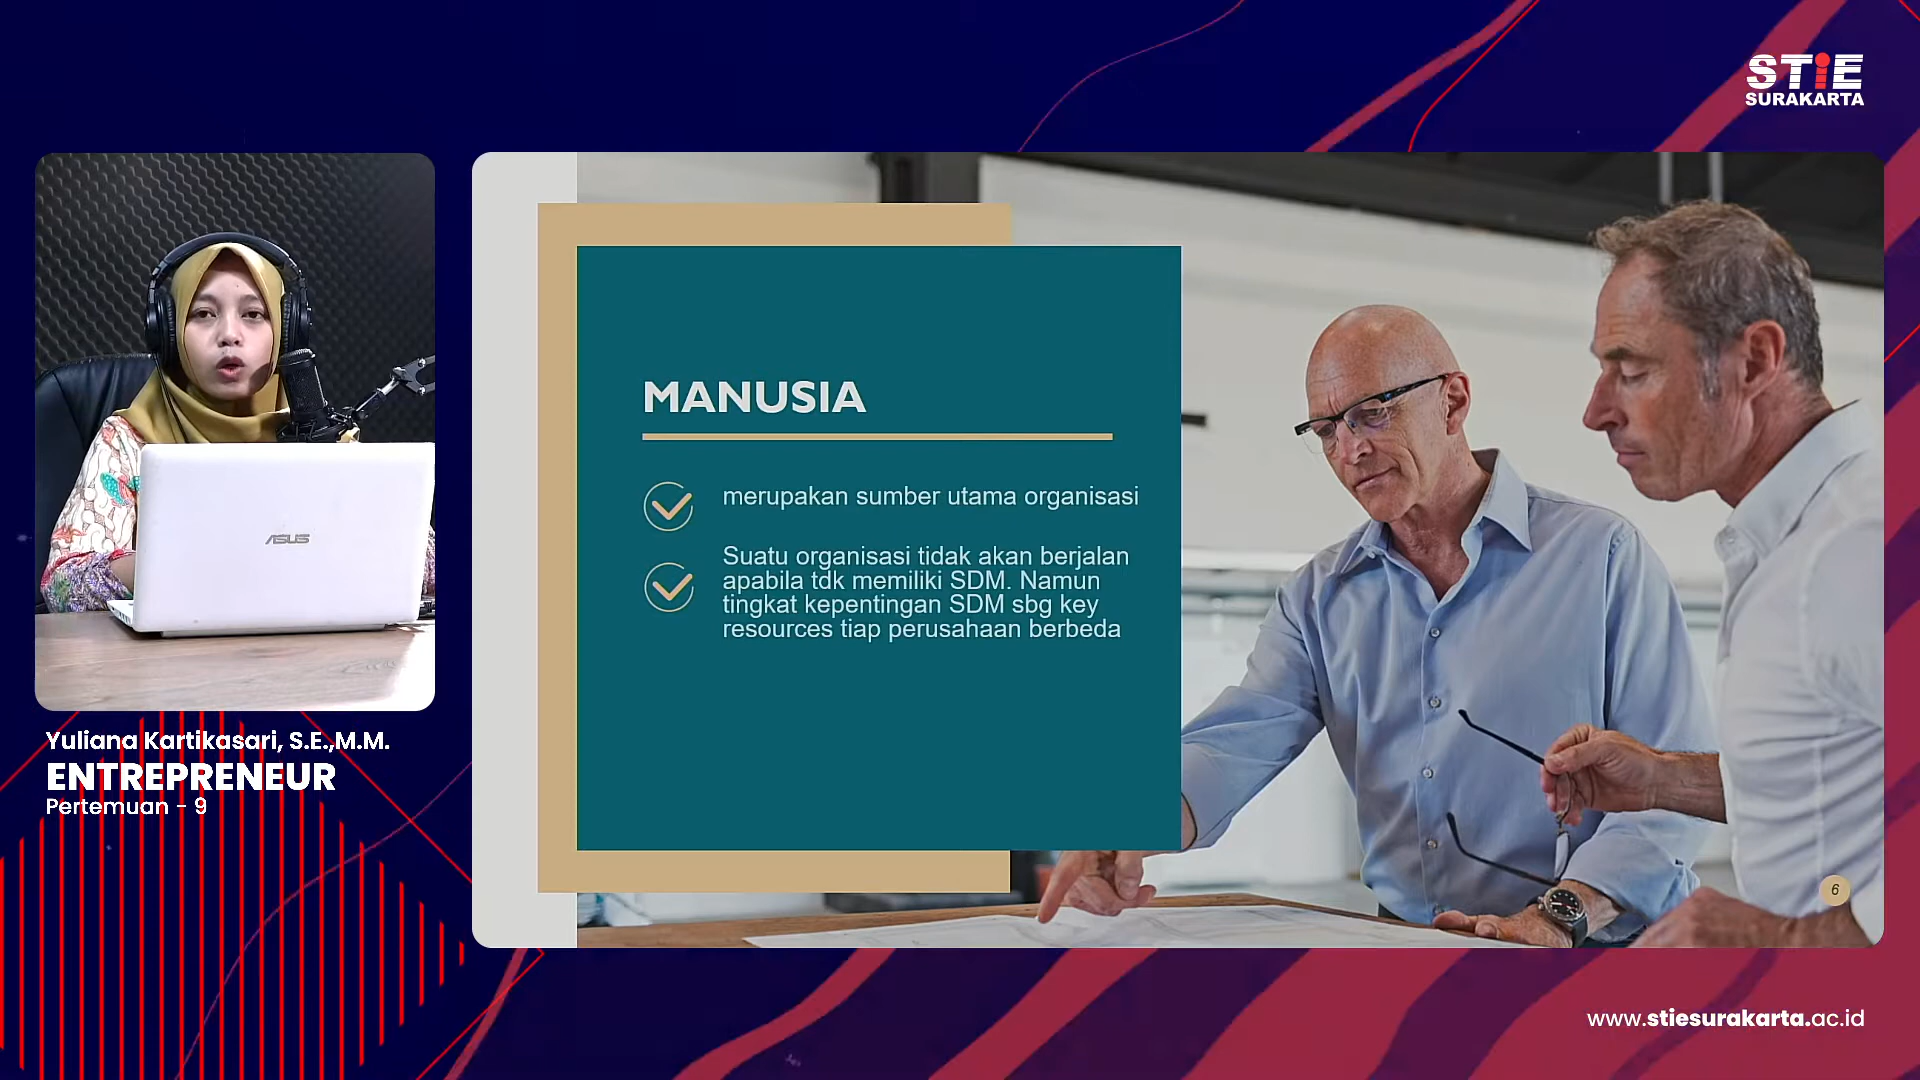 STiE
SURAKARTA
MANUSIA
merupakan sumber utama organisasi
Suatu organisasi tidak akan berjalan
apabila tdk memiliki SDM. Namun
tingkat kepentingan SDM sbg key
resources tiap perusahaan berbeda
ASUS
Yuliana Kartikasari, S.E.,M.M.
ENTREPRENEUR
Pertemuan - 9
6
www.stiesurakarta.ac.id